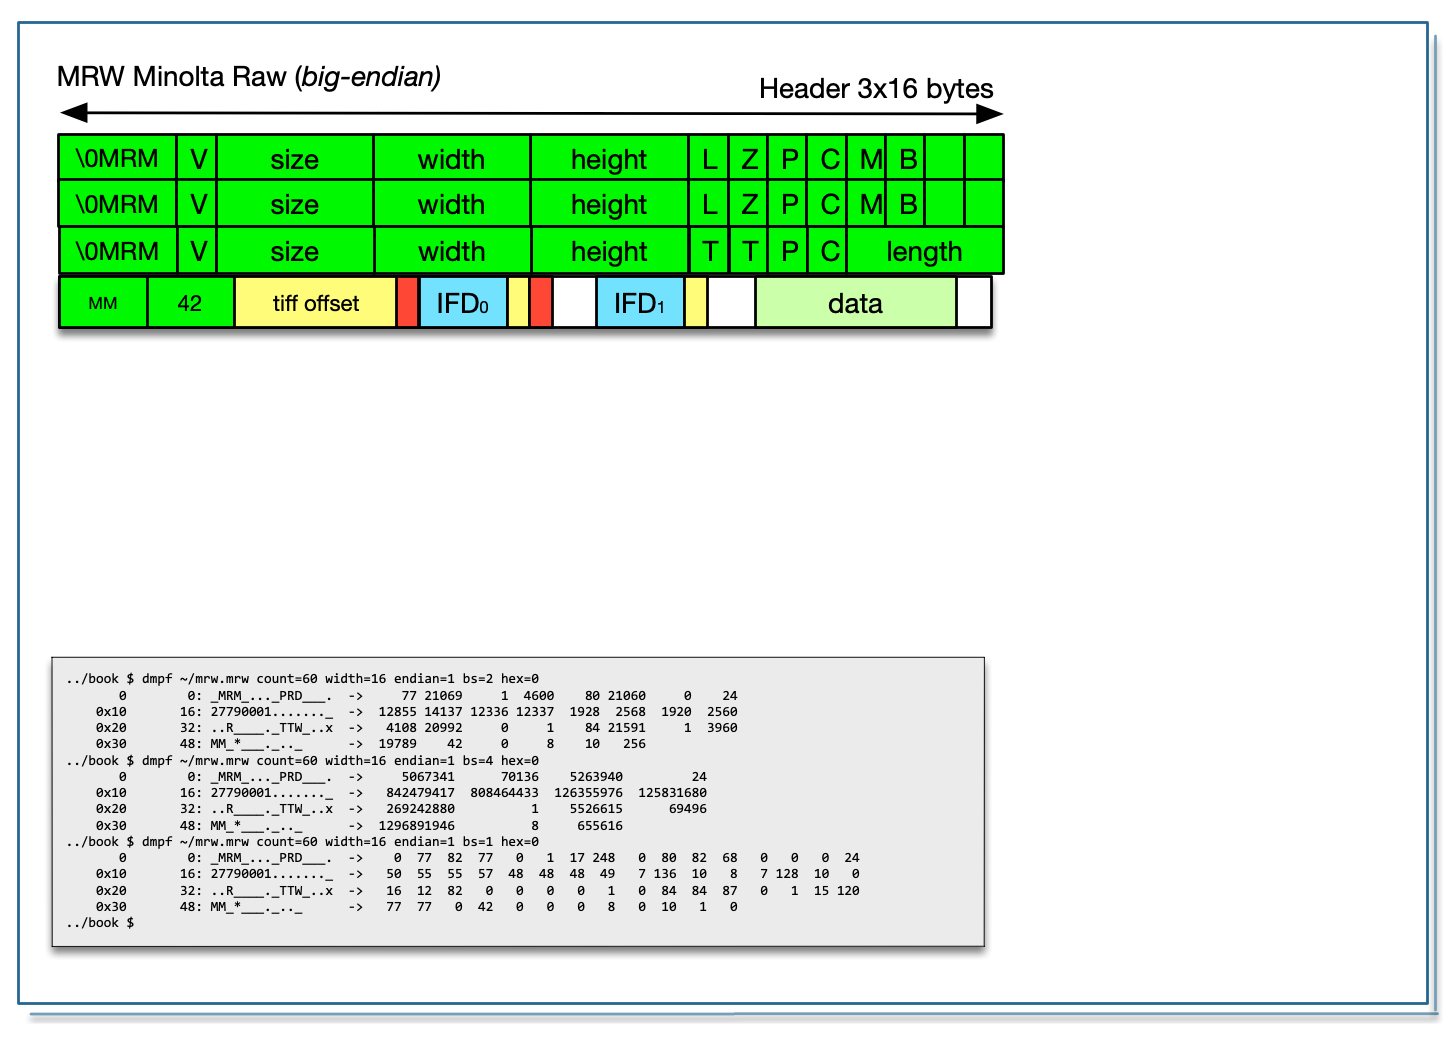 MRW Minolta Raw (big-endian)
Header 3x16 bytes
\0MRM V size width height L Z P C M B
\0MRM V size width height L Z P C M B
\0MRM V size width height T T P C length
MM 42 tiff offset IFD0 IFD1 data
../book $ dmpf ~/mrw.mrw count=60 width=16 endian=1 bs=2 hex=0
0 0: _MRM_..._PRD___. -> 77 21069 1 4600 80 21060 0 24
0x10 16: 27790001......._ -> 12855 14137 12336 12337 1928 2568 1920 2560
0x20 32: ..R____._TTW_..x -> 4108 20992 0 1 84 21591 1 3960
0x30 48: MM_*___._.._ -> 19789 42 0 8 10 256
../book $ dmpf ~/mrw.mrw count=60 width=16 endian=1 bs=4 hex=0
0 0: _MRM_..._PRD___. -> 5067341 70136 5263940 24
0x10 16: 27790001......._ -> 842479417 808464433 126355976 125831680
0x20 32: ..R____._TTW_..x -> 269242880 1 5526615 69496
0x30 48: MM_*___._.._ -> 1296891946 8 655616
../book $ dmpf ~/mrw.mrw count=60 width=16 endian=1 bs=1 hex=0
0 0: _MRM_..._PRD___. -> 0 77 82 77 0 1 17 248 0 80 82 68 0 0 0 24
0x10 16: 27790001......._ -> 50 55 55 57 48 48 48 49 7 136 10 8 7 128 10 0
0x20 32: ..R____._TTW_..x -> 16 12 82 0 0 0 0 1 0 84 84 87 0 1 15 120
0x30 48: MM_*___._.._ -> 77 77 0 42 0 0 0 8 0 10 1 0
../book $